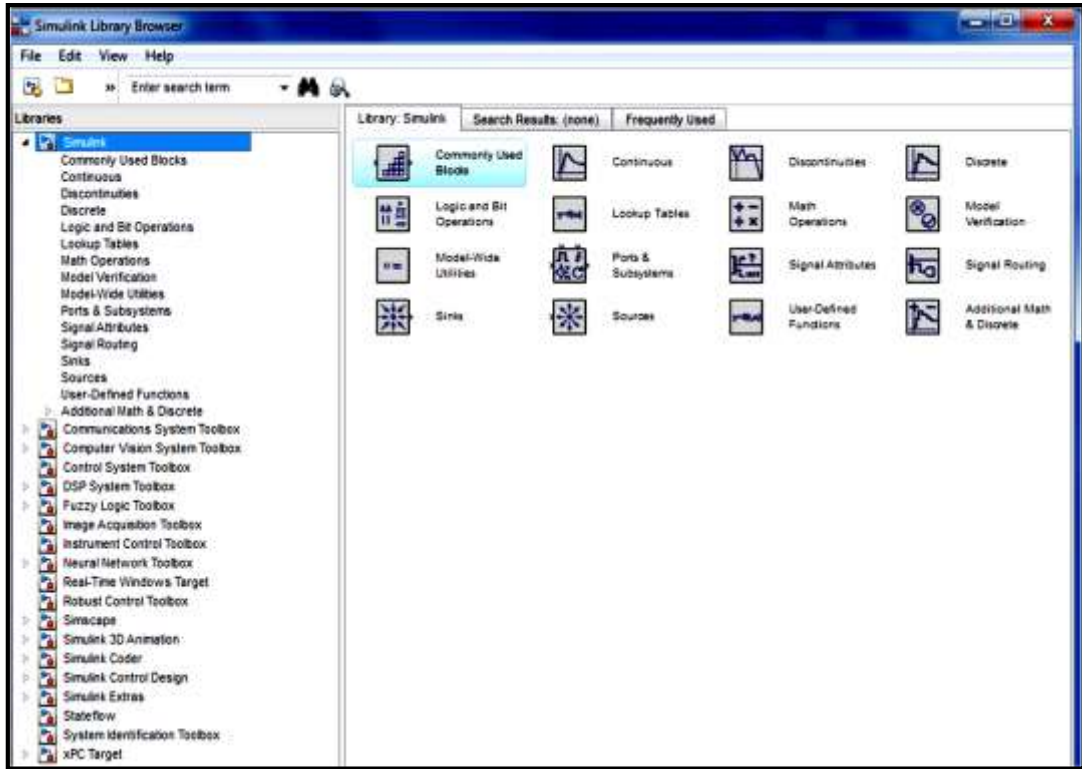 Simulink Library Browser
File Edit View Help
» Enter search term
Libraries
Simulink
Commonly Used Blocks
Continuous
Discontinuities
Discrete
Logic and Bit Operations
Lookup Tables
Math Operations
Model Verification
Model-Wide Utilities
Ports & Subsystems
Signal Attributes
Signal Routing
Sinks
Sources
User-Defined Functions
Additional Math & Discrete
Communications System Toolbox
Computer Vision System Toolbox
Control System Toolbox
DSP System Toolbox
Fuzzy Logic Toolbox
Image Acquisition Toolbox
Instrument Control Toolbox
Neural Network Toolbox
Real-Time Windows Target
Robust Control Toolbox
Simscape
Simulink 3D Animation
Simulink Coder
Simulink Control Design
Simulink Extras
Stateflow
System Identification Toolbox
xPC Target
Library: Simulink Search Results: (none) Frequently Used
Commonly Used
Blocks
Continuous
Discontinuities
Discrete
Logic and Bit
Operations
Lookup Tables
Math
Operations
Model
Verification
Model-Wide
Utilities
Ports &
Subsystems
Signal Attributes
Signal Routing
Sinks
Sources
User-Defined
Functions
Additional Math
& Discrete